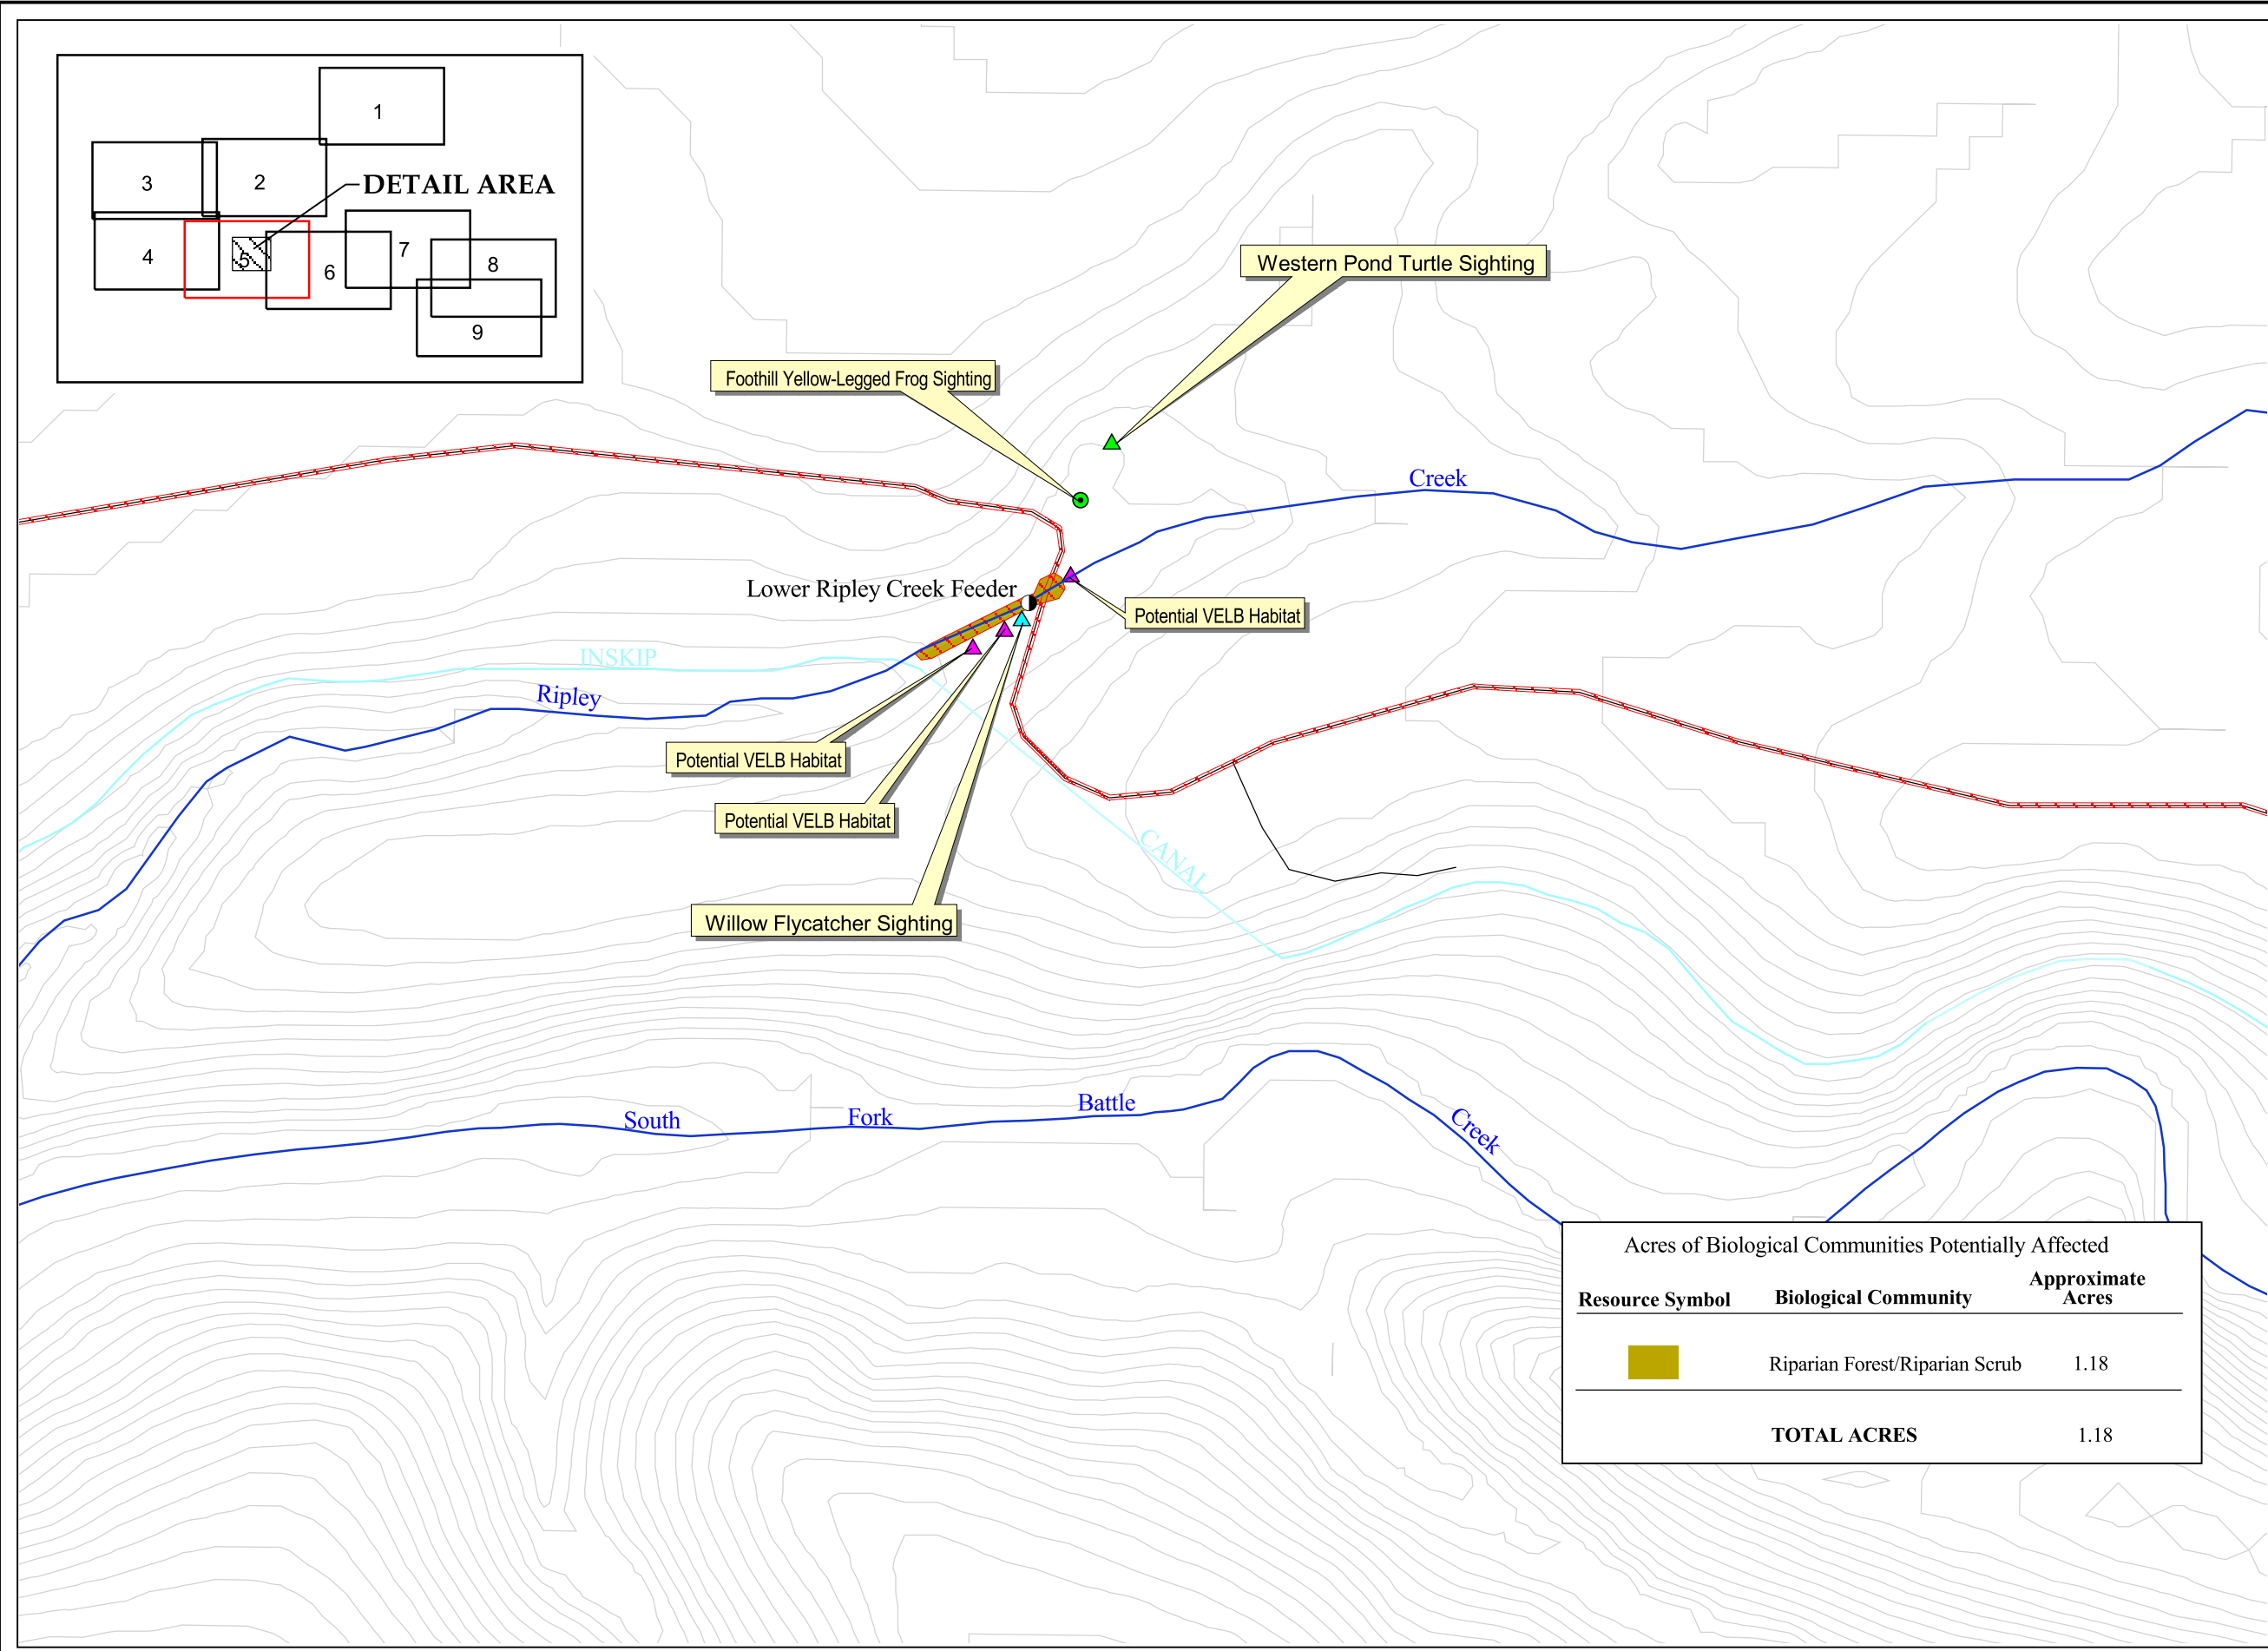 1
3
2
DETAIL AREA
4
5
6
7
8
9
Western Pond Turtle Sighting
Foothill Yellow-Legged Frog Sighting
Creek
Lower Ripley Creek Feeder
Potential VELB Habitat
INSKIP
Ripley
Potential VELB Habitat
Potential VELB Habitat
CANAL
Willow Flycatcher Sighting
South Fork Battle Creek
Acres of Biological Communities Potentially Affected
Resource Symbol Biological Community Approximate Acres
Riparian Forest/Riparian Scrub 1.18
TOTAL ACRES 1.18